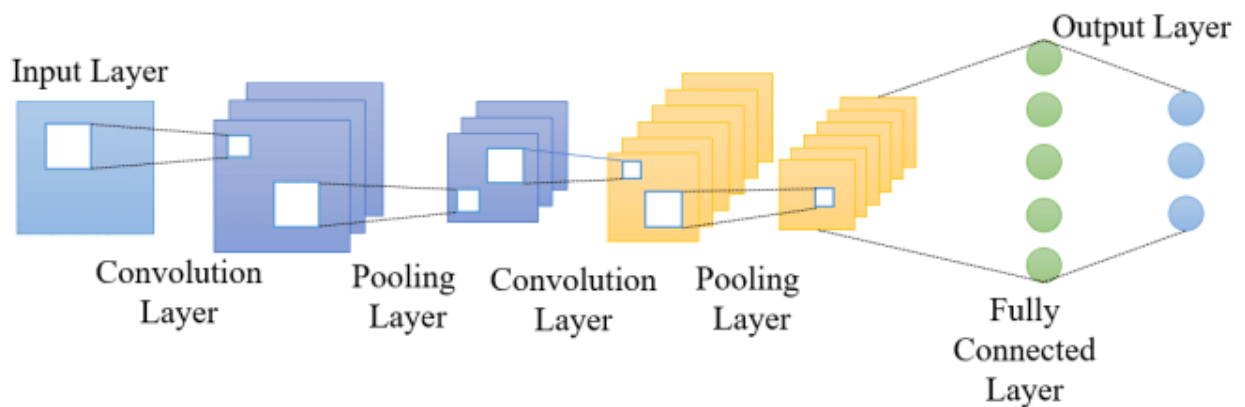 Input Layer
Output Layer
Convolution
Layer
Pooling
Layer
Convolution
Layer
Pooling
Layer
Fully
Connected
Layer